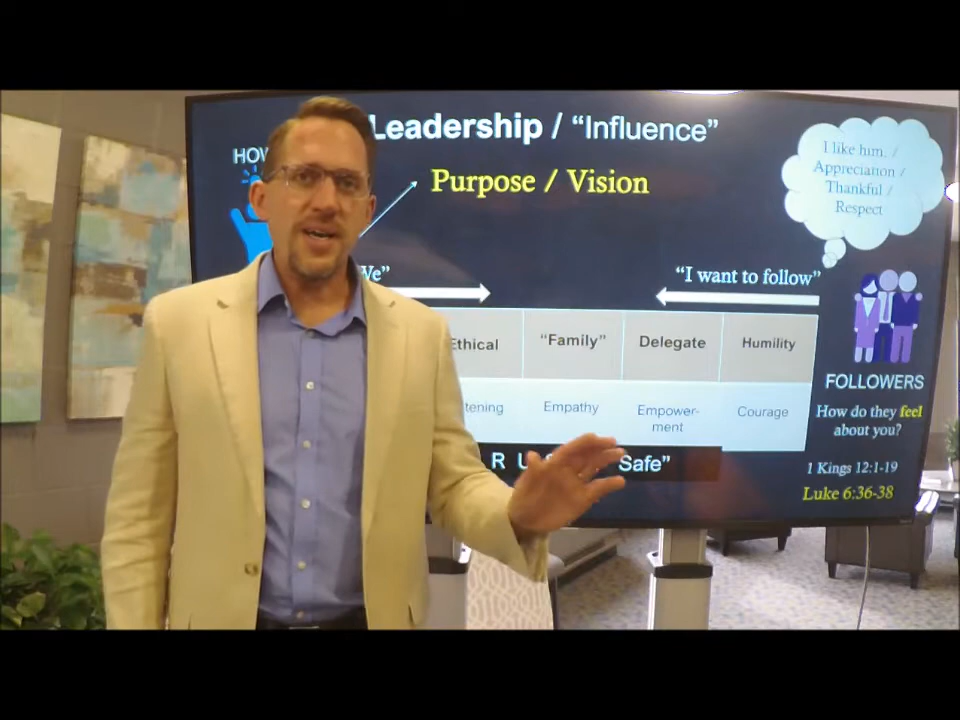 Leadership / “Influence”
HOW
Purpose / Vision
I like him. /
Appreciation /
Thankful /
Respect
We”
“I want to follow”
Ethical
“Family”
Delegate
Humility
tening
Empathy
Empower-
ment
Courage
FOLLOWERS
How do they feel
about you?
R U
Safe”
1 Kings 12:1-19
Luke 6:36-38